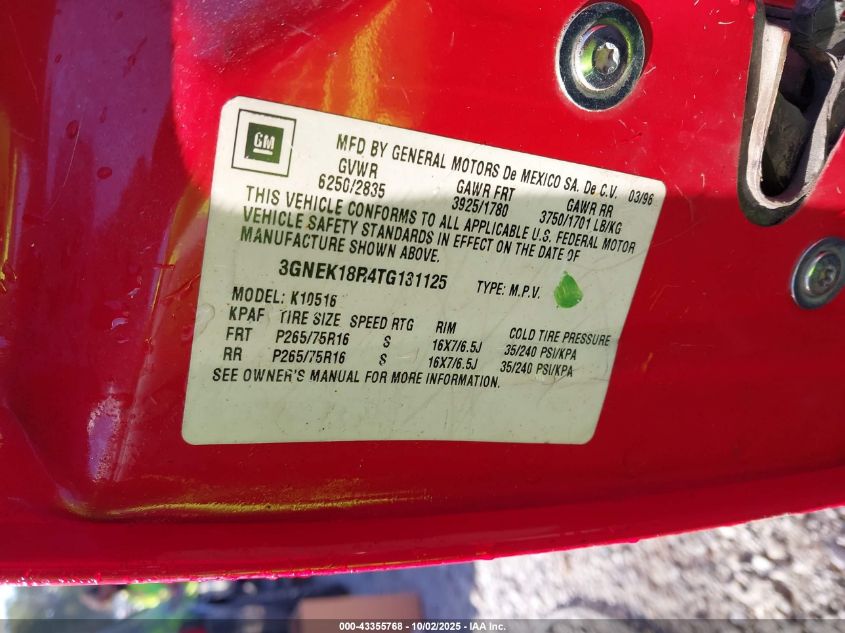 GM
MFD BY GENERAL MOTORS De MEXICO SA. De C.V. 03/96
GVWR GAWR FRT GAWR RR
6250/2835 3925/1780 3750/1701 LB/KG
THIS VEHICLE CONFORMS TO ALL APPLICABLE U.S. FEDERAL MOTOR
VEHICLE SAFETY STANDARDS IN EFFECT ON THE DATE OF
MANUFACTURE SHOWN ABOVE.
3GNEK18R4TG131125 TYPE: M.P.V.
MODEL: K10516
KPAF TIRE SIZE SPEED RTG RIM COLD TIRE PRESSURE
FRT P265/75R16 S 16X7/6.5J 35/240 PSI/KPA
RR P265/75R16 S 16X7/6.5J 35/240 PSI/KPA
SEE OWNER'S MANUAL FOR MORE INFORMATION.
000-43355768 - 10/02/2025 - IAA Inc.